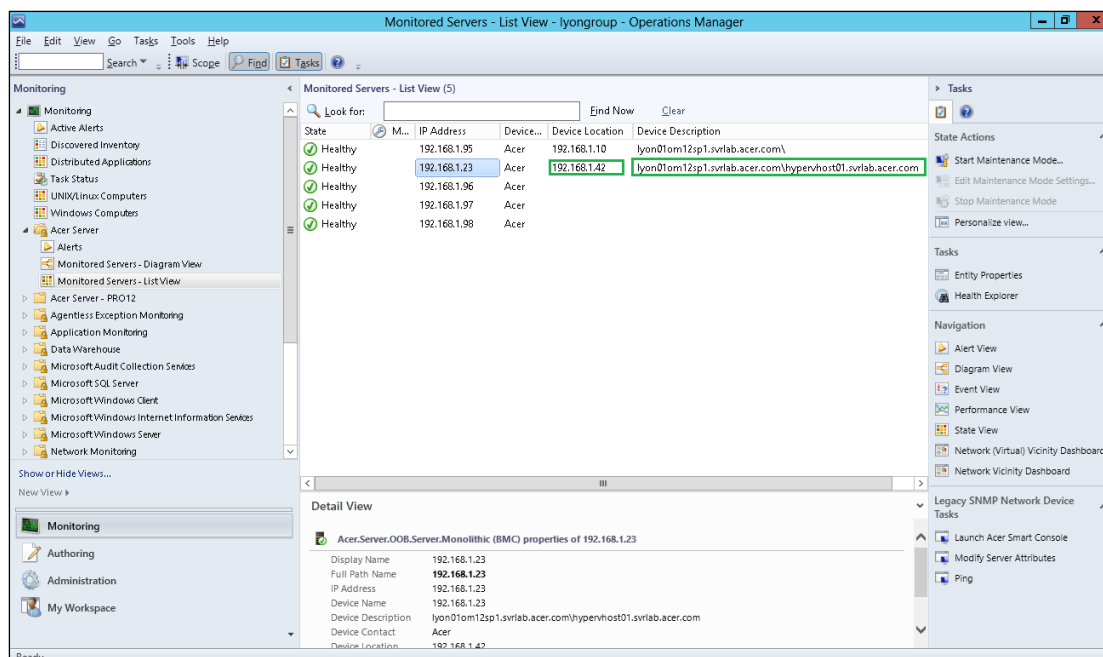 Monitored Servers - List View - lyongroup - Operations Manager
File Edit View Go Tasks Tools Help
Search Scope Find Tasks
Monitoring
Monitoring
Active Alerts
Discovered Inventory
Distributed Applications
Task Status
UNIX/Linux Computers
Windows Computers
Acer Server
Alerts
Monitored Servers - Diagram View
Monitored Servers - List View
Acer Server - PRO12
Agentless Exception Monitoring
Application Monitoring
Data Warehouse
Microsoft Audit Collection Services
Microsoft SQL Server
Microsoft Windows Client
Microsoft Windows Internet Information Services
Microsoft Windows Server
Network Monitoring
Show or Hide Views...
New View
Monitoring
Authoring
Administration
My Workspace
Monitored Servers - List View (5)
Look for: Find Now Clear
State M... IP Address Device... Device Location Device Description
Healthy 192.168.1.95 Acer 192.168.1.10 lyon01om12sp1.svrlab.acer.com\
Healthy 192.168.1.23 Acer 192.168.1.42 lyon01om12sp1.svrlab.acer.com\hypervhost01.svrlab.acer.com
Healthy 192.168.1.96 Acer
Healthy 192.168.1.97 Acer
Healthy 192.168.1.98 Acer
Detail View
Acer.Server.OOB.Server.Monolithic (BMC) properties of 192.168.1.23
Display Name 192.168.1.23
Full Path Name 192.168.1.23
IP Address 192.168.1.23
Device Name 192.168.1.23
Device Description lyon01om12sp1.svrlab.acer.com\hypervhost01.svrlab.acer.com
Device Contact Acer
Device Location 192.168.1.42
Tasks
State Actions
Start Maintenance Mode...
Edit Maintenance Mode Settings...
Stop Maintenance Mode
Personalize view...
Tasks
Entity Properties
Health Explorer
Navigation
Alert View
Diagram View
Event View
Performance View
State View
Network (Virtual) Vicinity Dashboard
Network Vicinity Dashboard
Legacy SNMP Network Device
Tasks
Launch Acer Smart Console
Modify Server Attributes
Ping
Ready